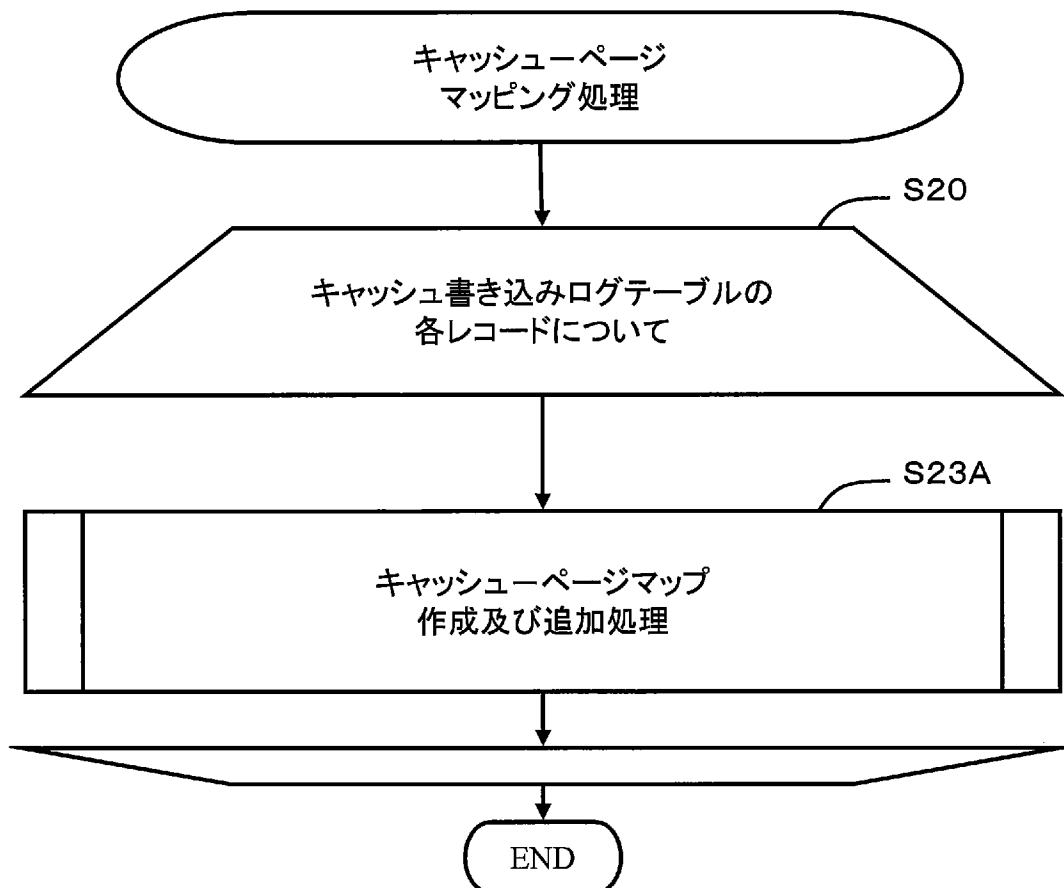 キャッシュ－ページ
マッピング処理
S20
キャッシュ書き込みログテーブルの
各レコードについて
S23A
キャッシュ－ページマップ
作成及び追加処理
END